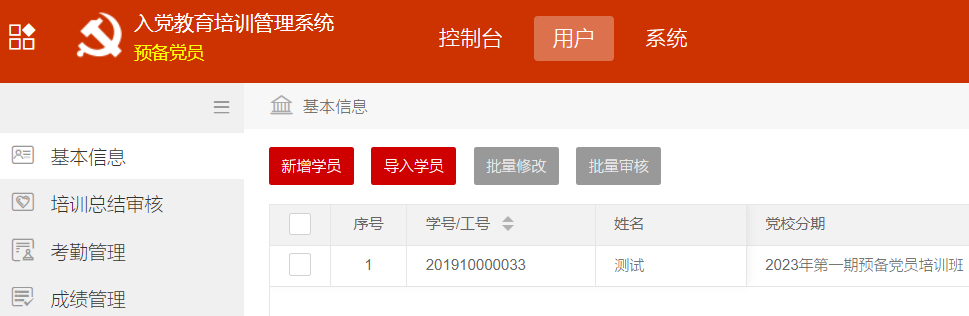 入党教育培训管理系统
预备党员
控制台 用户 系统
基本信息
基本信息
培训总结审核
考勤管理
成绩管理
新增学员 导入学员 批量修改 批量审核
序号 学号/工号 姓名 党校分期
1 201910000033 测试 2023年第一期预备党员培训班